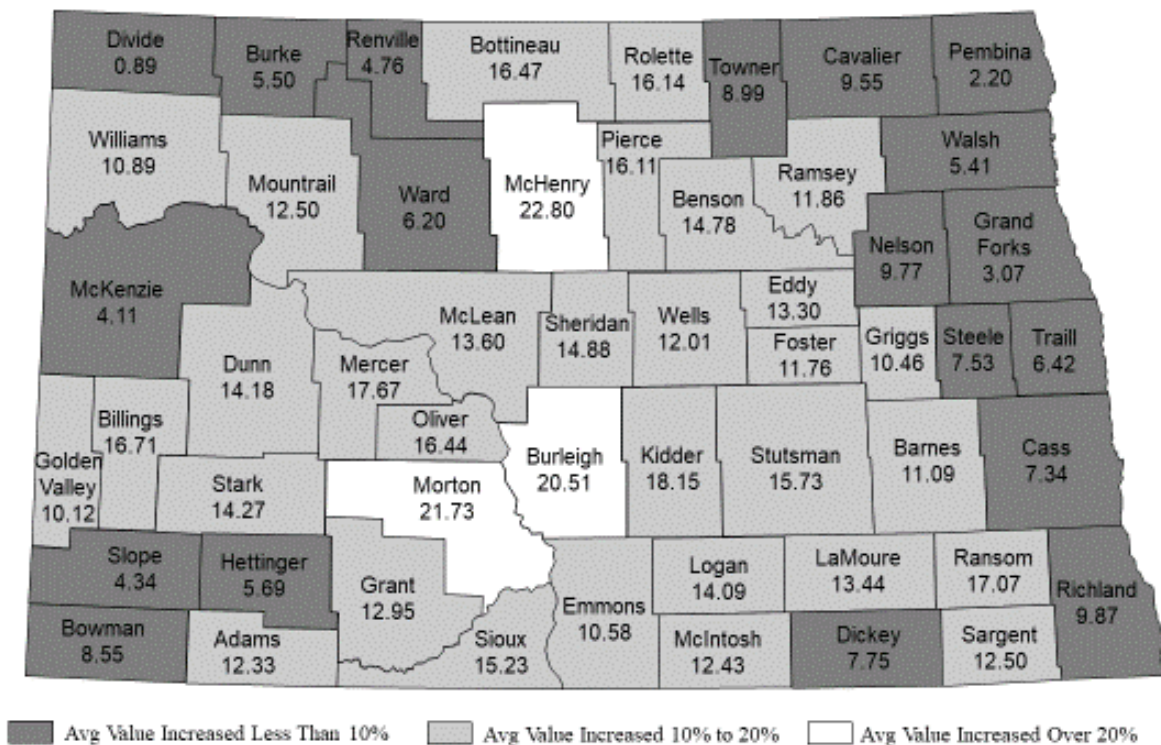 Divide
0.89
Burke
5.50
Renville
4.76
Bottineau
16.47
Rolette
16.14
Towner
8.99
Cavalier
9.55
Pembina
2.20
Williams
10.89
Mountrail
12.50
Ward
6.20
McHenry
22.80
Pierce
16.11
Benson
14.78
Ramsey
11.86
Walsh
5.41
Nelson
9.77
Grand
Forks
3.07
McKenzie
4.11
Dunn
14.18
Mercer
17.67
McLean
13.60
Sheridan
14.88
Wells
12.01
Eddy
13.30
Foster
11.76
Griggs
10.46
Steele
7.53
Traill
6.42
Golden
Valley
10.12
Billings
16.71
Stark
14.27
Oliver
16.44
Morton
21.73
Burleigh
20.51
Kidder
18.15
Stutsman
15.73
Barnes
11.09
Cass
7.34
Slope
4.34
Hettinger
5.69
Grant
12.95
Bowman
8.55
Adams
12.33
Sioux
15.23
Emmons
10.58
Logan
14.09
McIntosh
12.43
LaMoure
13.44
Dickey
7.75
Ransom
17.07
Sargent
12.50
Richland
9.87
Avg Value Increased Less Than 10%
Avg Value Increased 10% to 20%
Avg Value Increased Over 20%